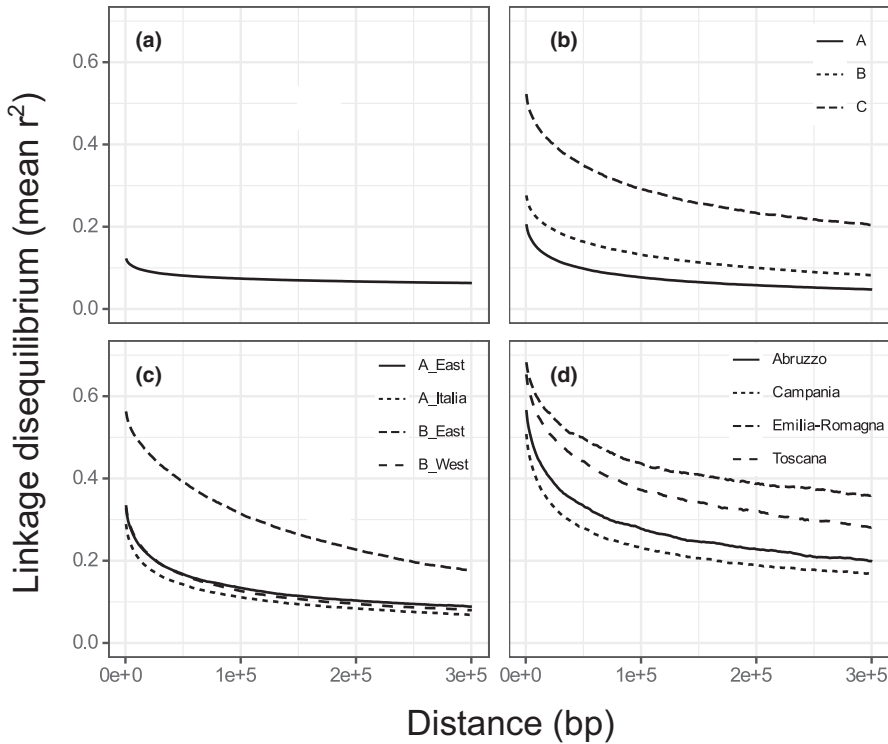 Linkage disequilibrium (mean r²)
(a)
0.6
0.4
0.2
0.0
(b)
A
B
C
(c)
A_East
A_Italia
B_East
B_West
0.6
0.4
0.2
0.0
0e+0
1e+5
2e+5
3e+5
(d)
Abruzzo
Campania
Emilia-Romagna
Toscana
0e+0
1e+5
2e+5
3e+5
Distance (bp)